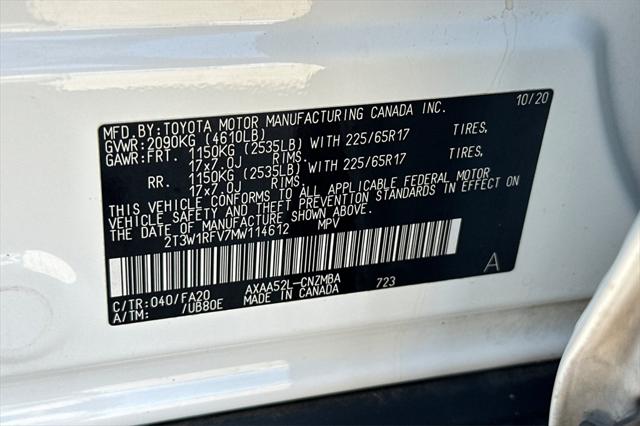 MFD.BY:TOYOTA MOTOR MANUFACTURING CANADA INC. 10/20
GVWR:2090KG (4610LB)
GAWR:FRT. 1150KG (2535LB) WITH 225/65R17 TIRES,
17x7.0J RIMS.
RR. 1150KG (2535LB) WITH 225/65R17 TIRES,
17x7.0J RIMS.
THIS VEHICLE CONFORMS TO ALL APPLICABLE FEDERAL MOTOR
VEHICLE SAFETY AND THEFT PREVENTION STANDARDS IN EFFECT ON
THE DATE OF MANUFACTURE SHOWN ABOVE.
2T3W1RFV7MW114612 MPV
C/TR:040/FA20 AXAA52L-CNZMBA 723 A
A/TM: /UB80E MADE IN CANADA